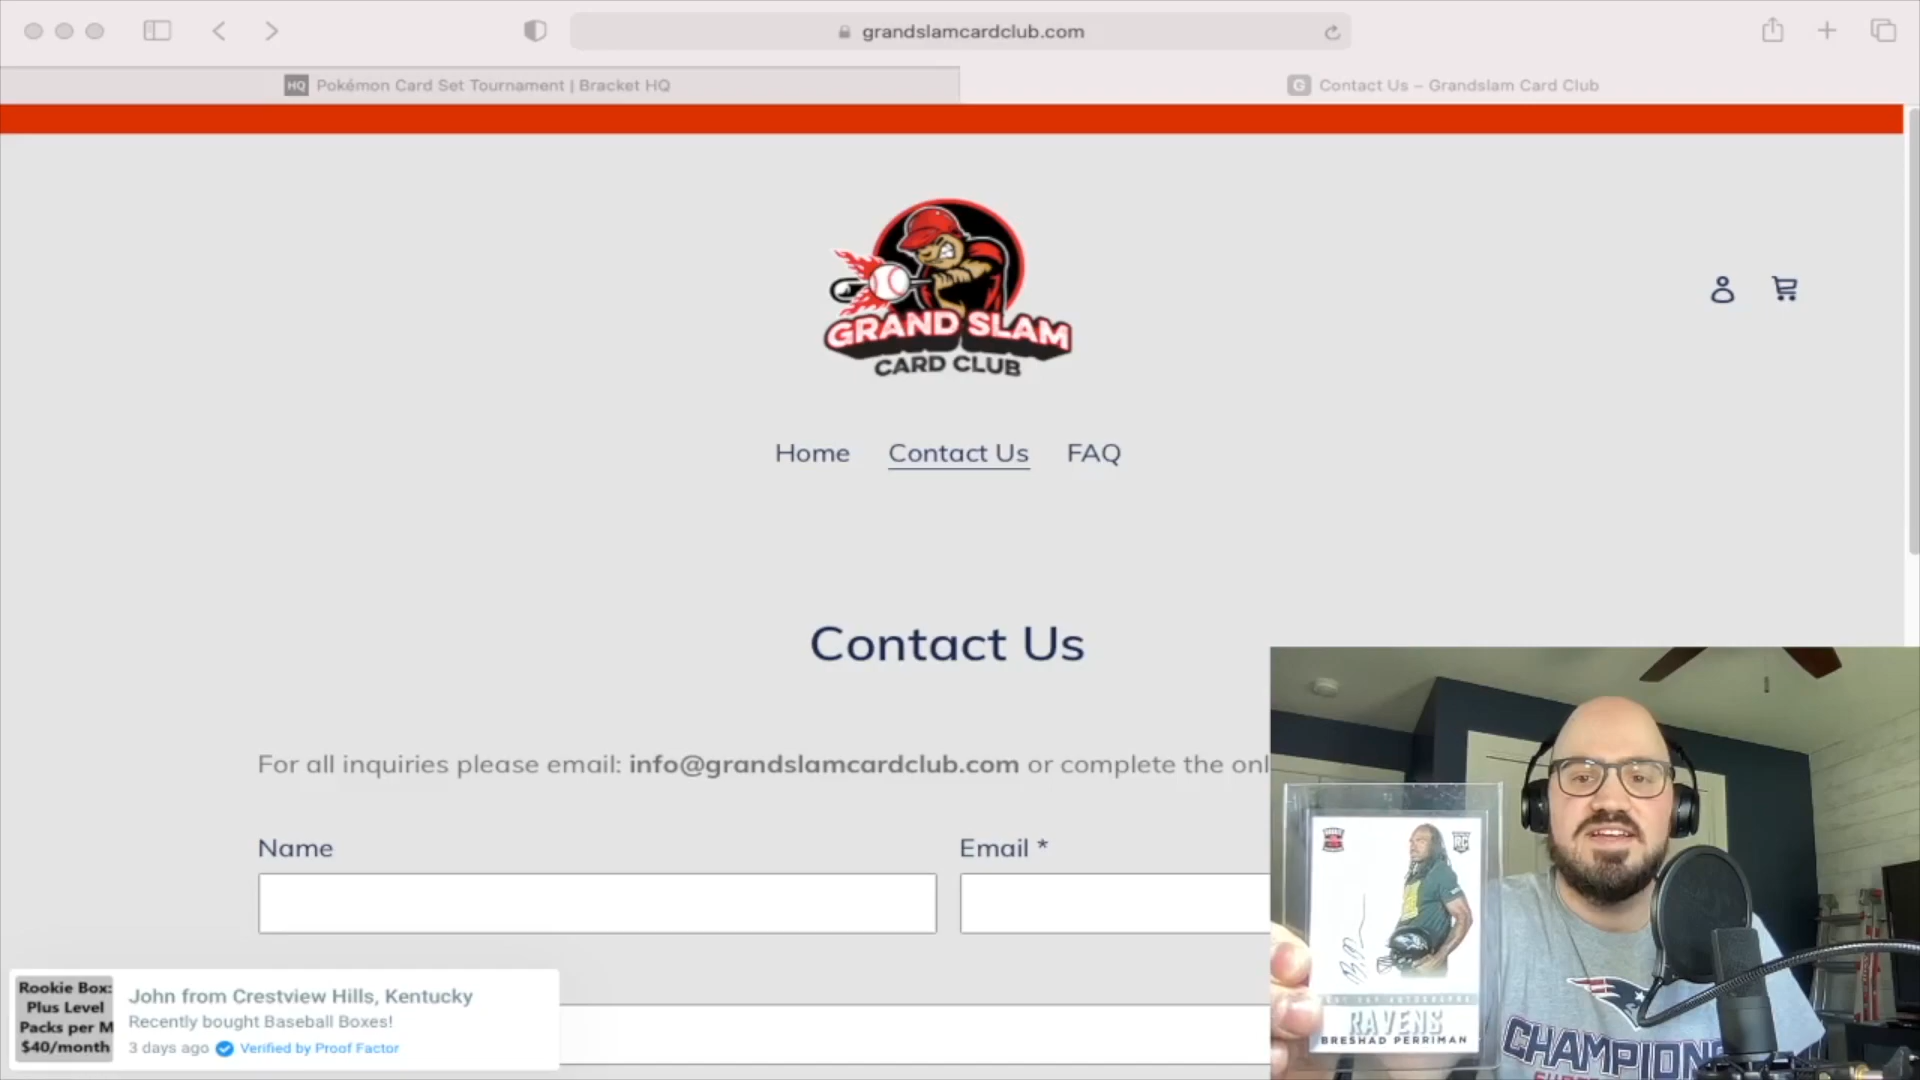 grandslamcardclub.com
HQ Pokémon Card Set Tournament | Bracket HQ
G Contact Us – Grandslam Card Club
GRAND SLAM
CARD CLUB
Home Contact Us FAQ
Contact Us
For all inquiries please email: info@grandslamcardclub.com or complete the onl
Name
Email *
Rookie Box:
Plus Level
Packs per M
$40/month
John from Crestview Hills, Kentucky
Recently bought Baseball Boxes!
3 days ago Verified by Proof Factor
RC
RAVENS
BRESHAD PERRIMAN
CHAMPION